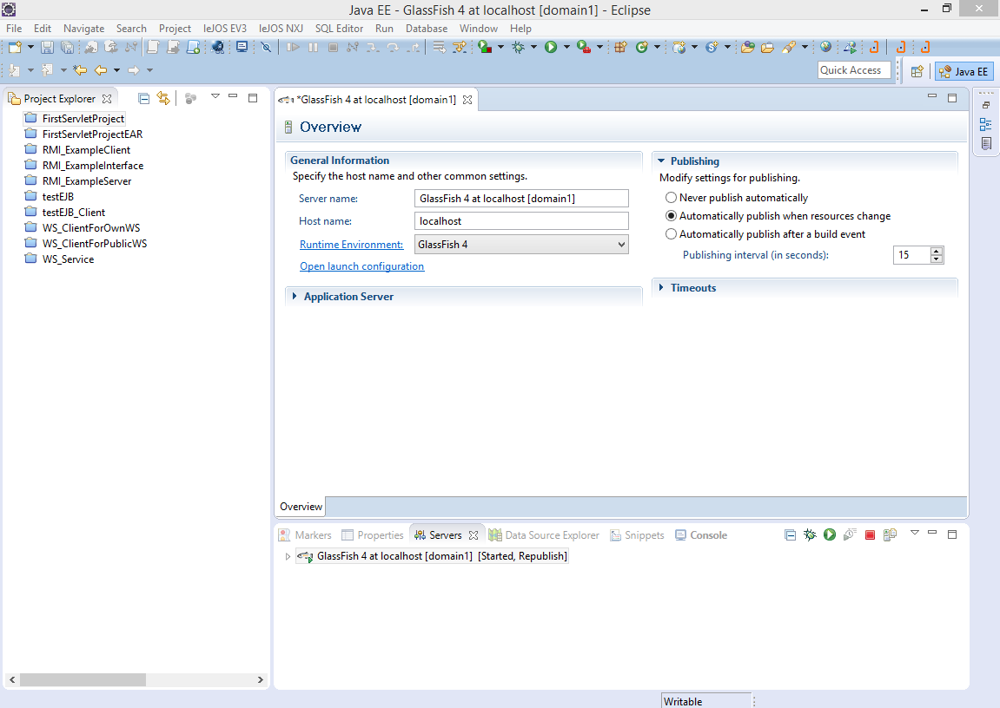 Java EE - GlassFish 4 at localhost [domain1] - Eclipse
File Edit Navigate Search Project leJOS EV3 leJOS NXJ SQL Editor Run Database Window Help
Quick Access Java EE
Project Explorer
FirstServletProject
FirstServletProjectEAR
RMI_ExampleClient
RMI_ExampleInterface
RMI_ExampleServer
testEJB
testEJB_Client
WS_ClientForOwnWS
WS_ClientForPublicWS
WS_Service
*GlassFish 4 at localhost [domain1]
Overview
General Information
Specify the host name and other common settings.
Server name: GlassFish 4 at localhost [domain1]
Host name: localhost
Runtime Environment: GlassFish 4
Open launch configuration
Application Server
Publishing
Modify settings for publishing.
Never publish automatically
Automatically publish when resources change
Automatically publish after a build event
Publishing interval (in seconds): 15
Timeouts
Overview
Markers Properties Servers Data Source Explorer Snippets Console
GlassFish 4 at localhost [domain1] [Started, Republish]
Writable